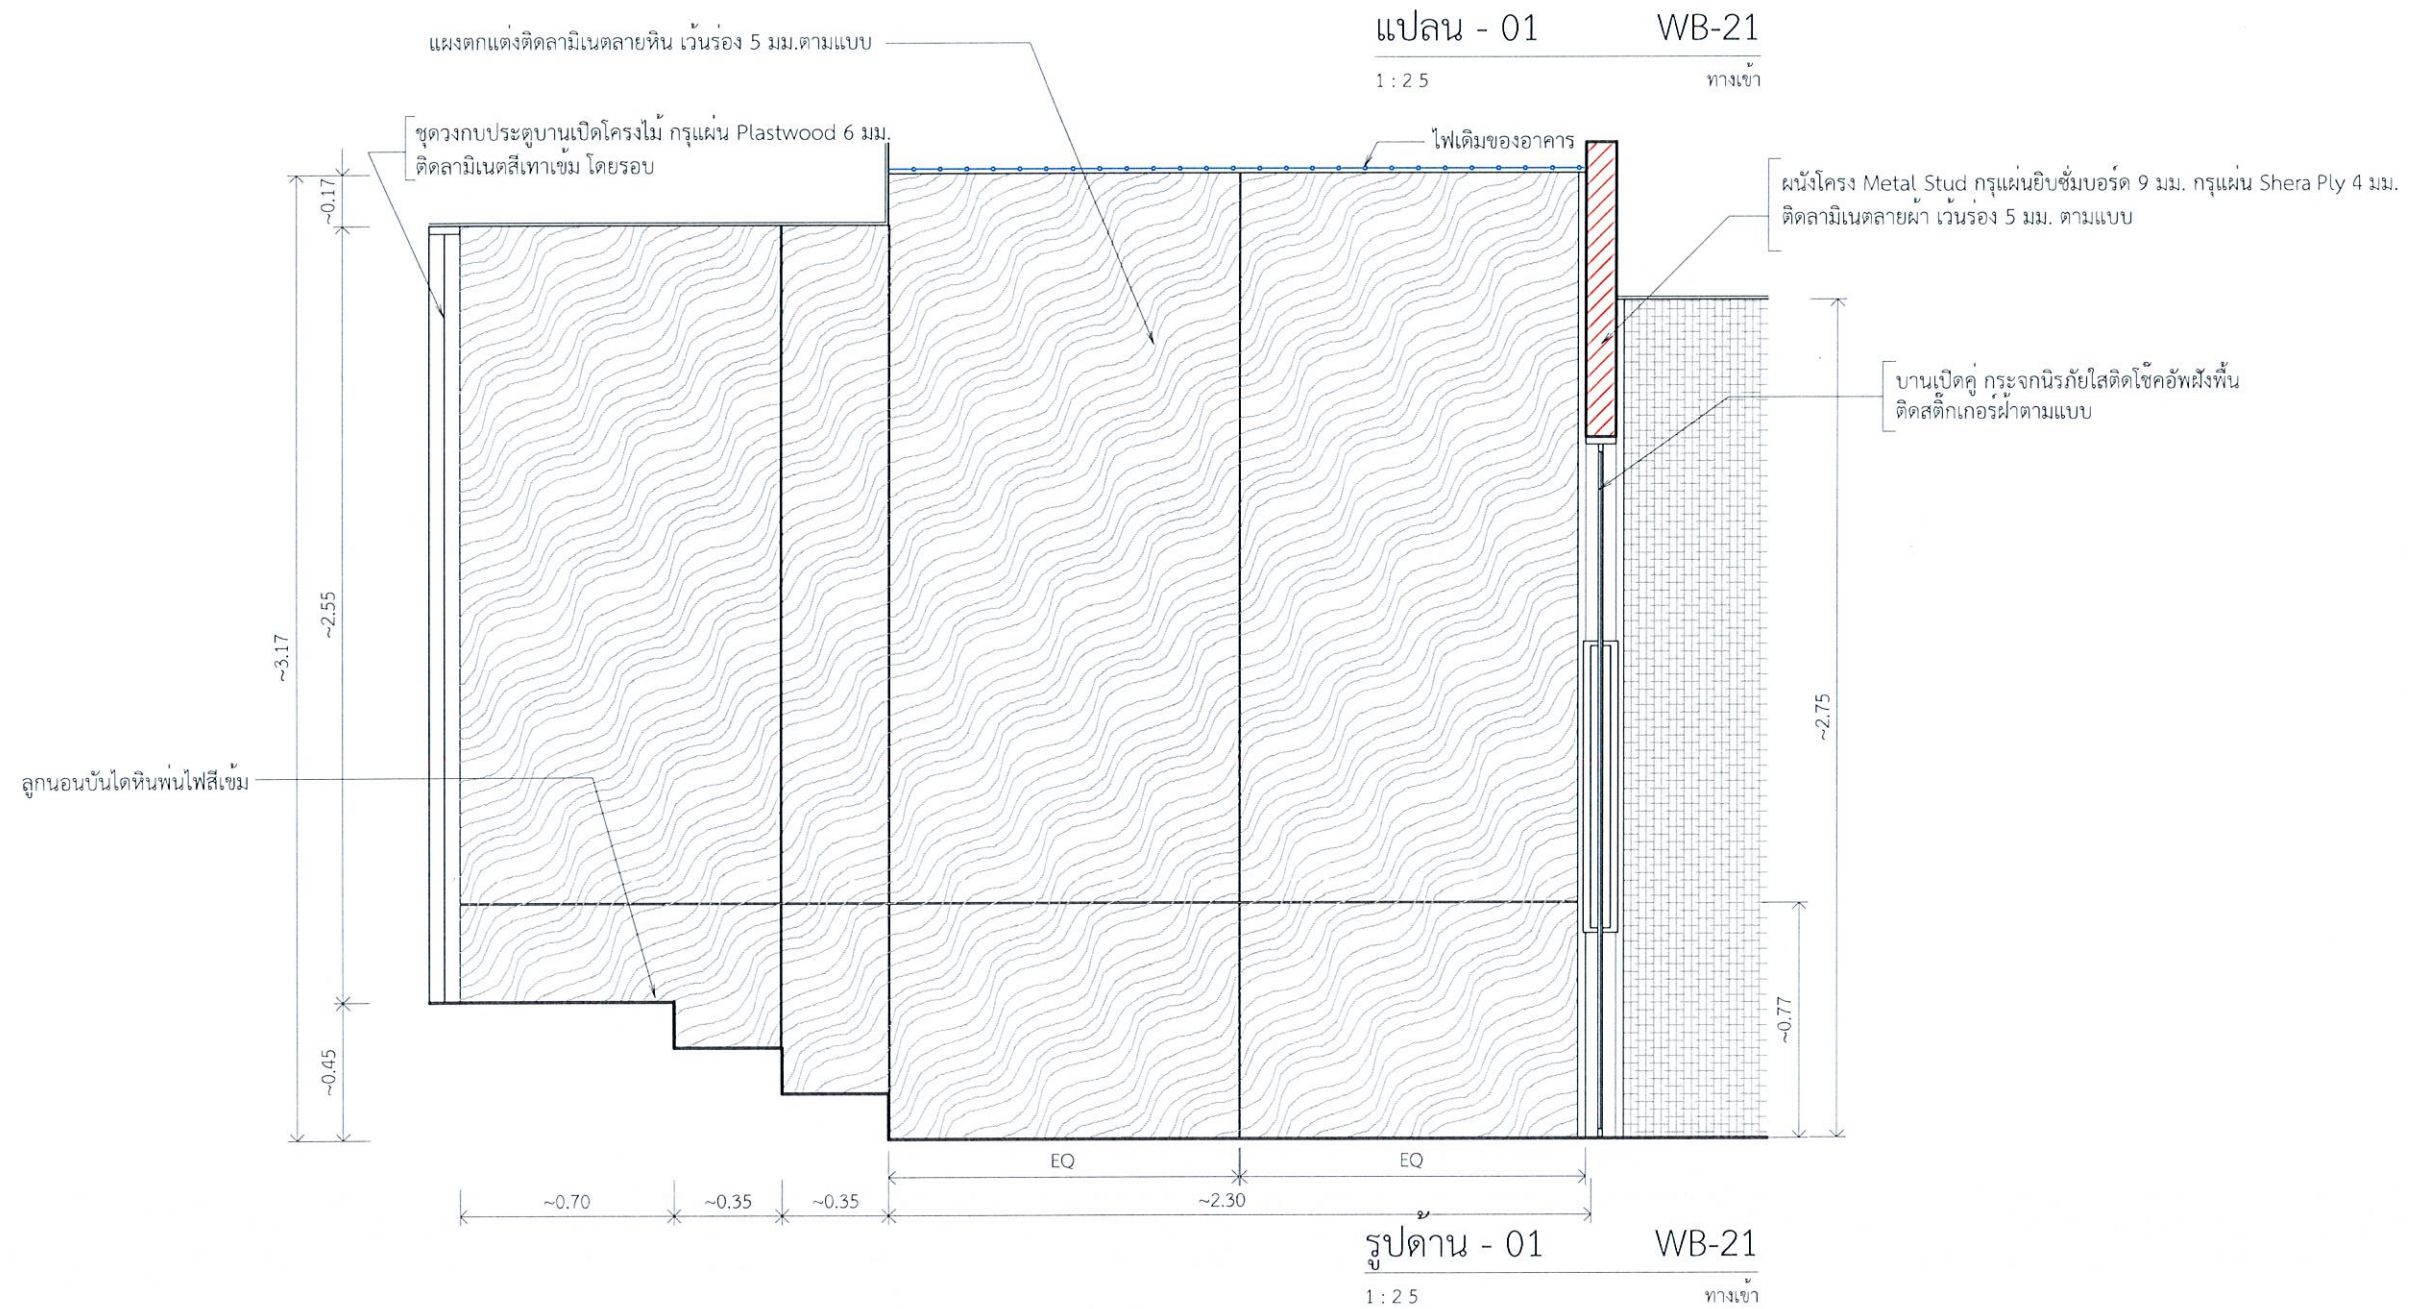 แปลน - 01 WB-21
1 : 2 5 ทางเข้า
แผงตกแต่งติดลามิเนตลายหิน เว้นร่อง 5 มม.ตามแบบ
ชุดวงกบประตูบานเปิดโครงไม้ กรุแผ่น Plastwood 6 มม.
ติดลามิเนตสีเทาเข้ม โดยรอบ
ไฟเดิมของอาคาร
ผนังโครง Metal Stud กรุแผ่นยิบซั่มบอร์ด 9 มม. กรุแผ่น Shera Ply 4 มม.
ติดลามิเนตลายผ้า เว้นร่อง 5 มม. ตามแบบ
บานเปิดคู่ กระจกนิรภัยใสติดโช๊คอัพฝังพื้น
ติดสติ๊กเกอร์ฝ้าตามแบบ
~0.17
~2.55
~3.17
~2.75
ลูกนอนบันไดหินพ่นไฟสีเข้ม
~0.77
~0.45
EQ EQ
~0.70 ~0.35 ~0.35 ~2.30
รูปด้าน - 01 WB-21
1 : 2 5 ทางเข้า